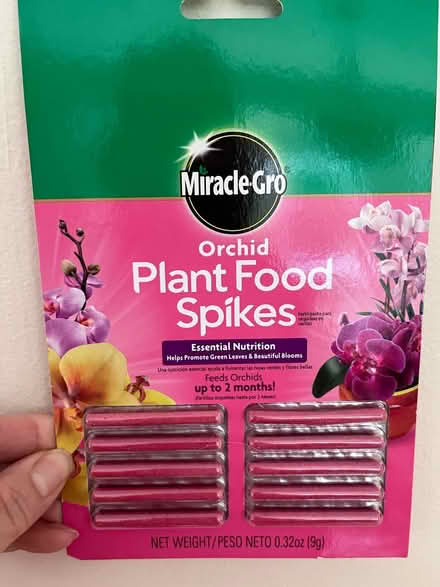 Miracle-Gro
Orchid
Plant Food
Spikes
Essential Nutrition
Helps Promote Green Leaves & Beautiful Blooms
Feeds Orchids
up to 2 months!
NET WEIGHT/PESO NETO 0.32oz (9g)